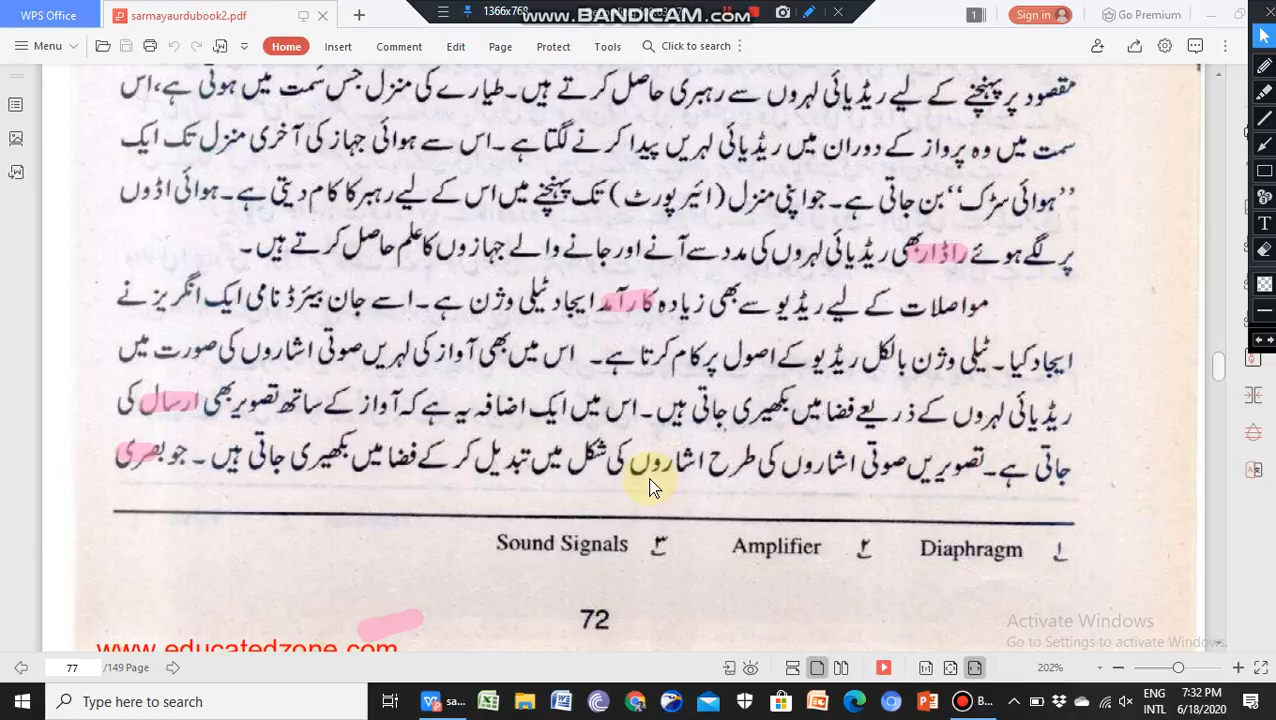 WPS Office
sarmayaurdubook2.pdf
1366x768
www.BANDICAM.com
1
Sign in
Go Premium
Menu
Home
Insert
Comment
Edit
Page
Protect
Tools
Click to search
مقصود پر پہنچنے کے لیے ریڈیائی لہروں سے رہبری حاصل کرتے ہیں۔ طیارے کی منزل جس سمت میں ہوتی ہے، اس
سمت میں وہ پرواز کے دوران میں ریڈیائی لہریں پیدا کرنے لگتا ہے۔ اس سے ہوائی جہاز کی آخری منزل تک ایک
’’ہوائی سڑک‘‘ بن جاتی ہے۔ جو اپنی منزل (ائیر پورٹ) تک پہنچنے میں اس کے لیے رہبر کا کام دیتی ہے۔ ہوائی اڈوں
پر لگے ہوئے راڈار بھی ریڈیائی لہروں کی مدد سے آنے اور جانے والے جہازوں کا علم حاصل کرتے ہیں۔
مواصلات کے لیے ریڈیو سے بھی زیادہ کارآمد ایجاد ٹیلی وژن ہے۔ اسے جان بیئرڈ نامی ایک انگریز نے
ایجاد کیا۔ ٹیلی وژن بالکل ریڈیو کے اصول پر کام کرتا ہے۔ اس میں بھی آواز کی لہریں صوتی اشاروں کی صورت میں
ریڈیائی لہروں کے ذریعے فضا میں بکھیری جاتی ہیں۔ اس میں ایک اضافہ یہ ہے کہ آواز کے ساتھ تصویر بھی ارسال کی
جاتی ہے۔ تصویریں صوتی اشاروں کی طرح اشاروں کی شکل میں تبدیل کر کے فضا میں بکھیری جاتی ہیں۔ جو بصری
۱ Diaphragm ۲ Amplifier ۳ Sound Signals
72
www.educatedzone.com
Activate Windows
Go to Settings to activate Windows.
77
/149 Page
202%
Type here to search
sa...
B...
ENG
INTL
7:32 PM
6/18/2020